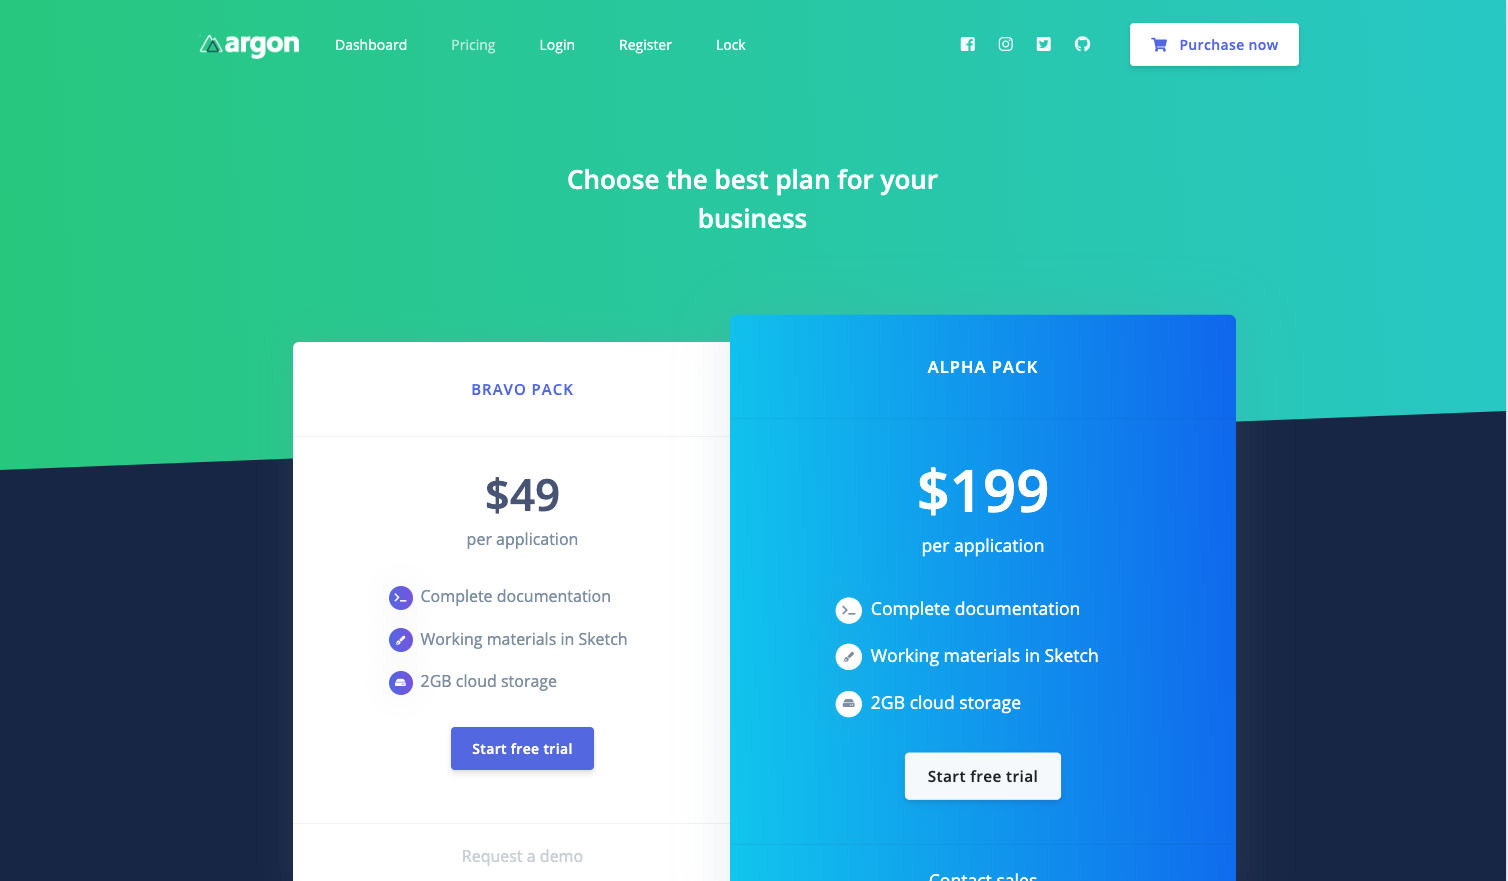 argon
Dashboard
Pricing
Login
Register
Lock
Purchase now
Choose the best plan for your
business
BRAVO PACK
$49
per application
Complete documentation
Working materials in Sketch
2GB cloud storage
Start free trial
Request a demo
ALPHA PACK
$199
per application
Complete documentation
Working materials in Sketch
2GB cloud storage
Start free trial
Contact sales